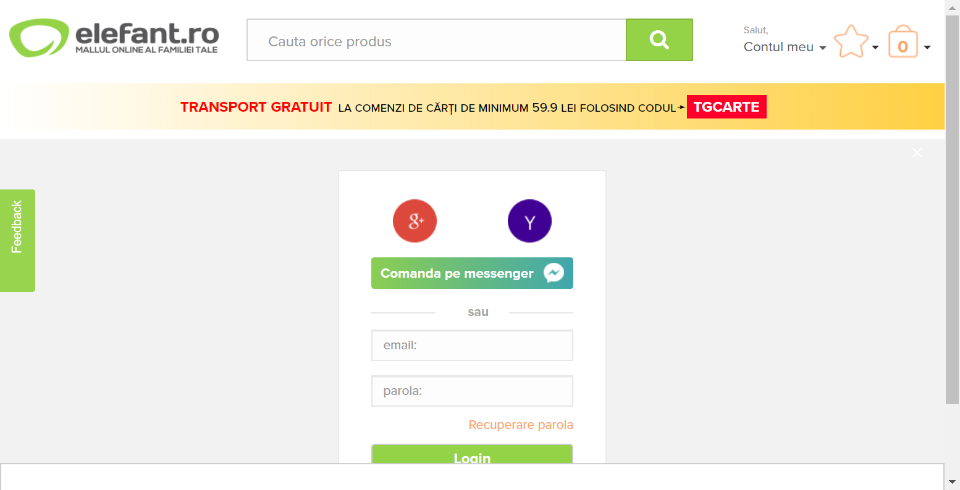 elefant.ro
MALLUL ONLINE AL FAMILIEI TALE
Cauta orice produs
Salut,
Contul meu
0
TRANSPORT GRATUIT LA COMENZI DE CĂRȚI DE MINIMUM 59.9 LEI FOLOSIND CODUL➛ TGCARTE
Feedback
g+ Y
Comanda pe messenger
sau
email:
parola:
Recuperare parola
Login